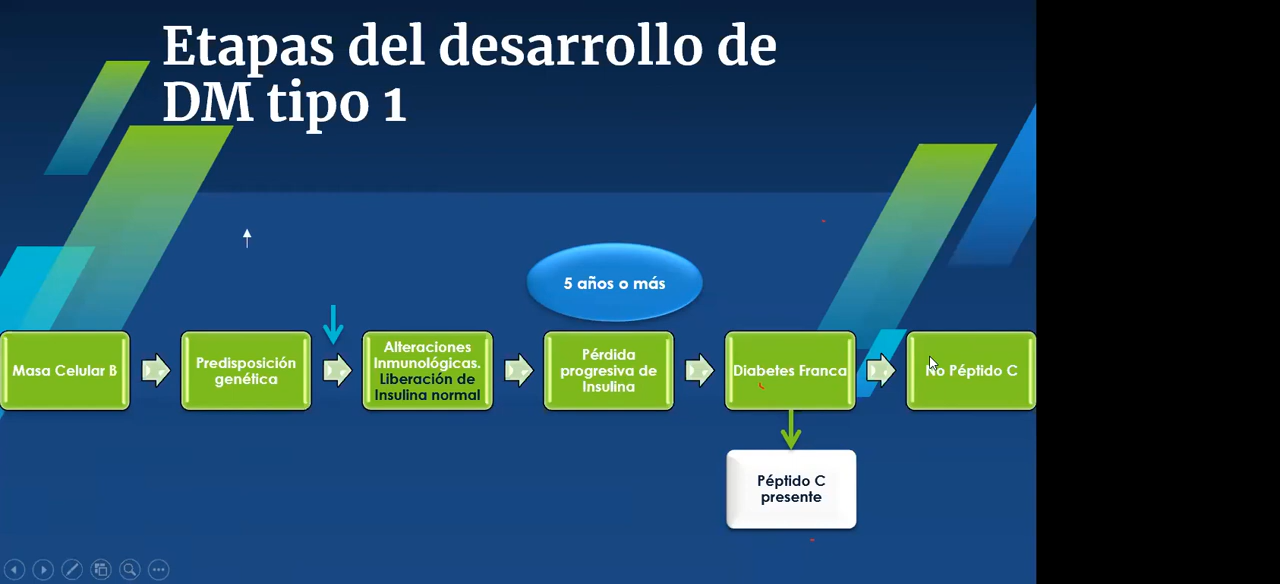 Etapas del desarrollo de
DM tipo 1
5 años o más
Masa Celular B
Predisposición
genética
Alteraciones
Inmunológicas.
Liberación de
Insulina normal
Pérdida
progresiva de
Insulina
Diabetes Franca
No Péptido C
Péptido C
presente